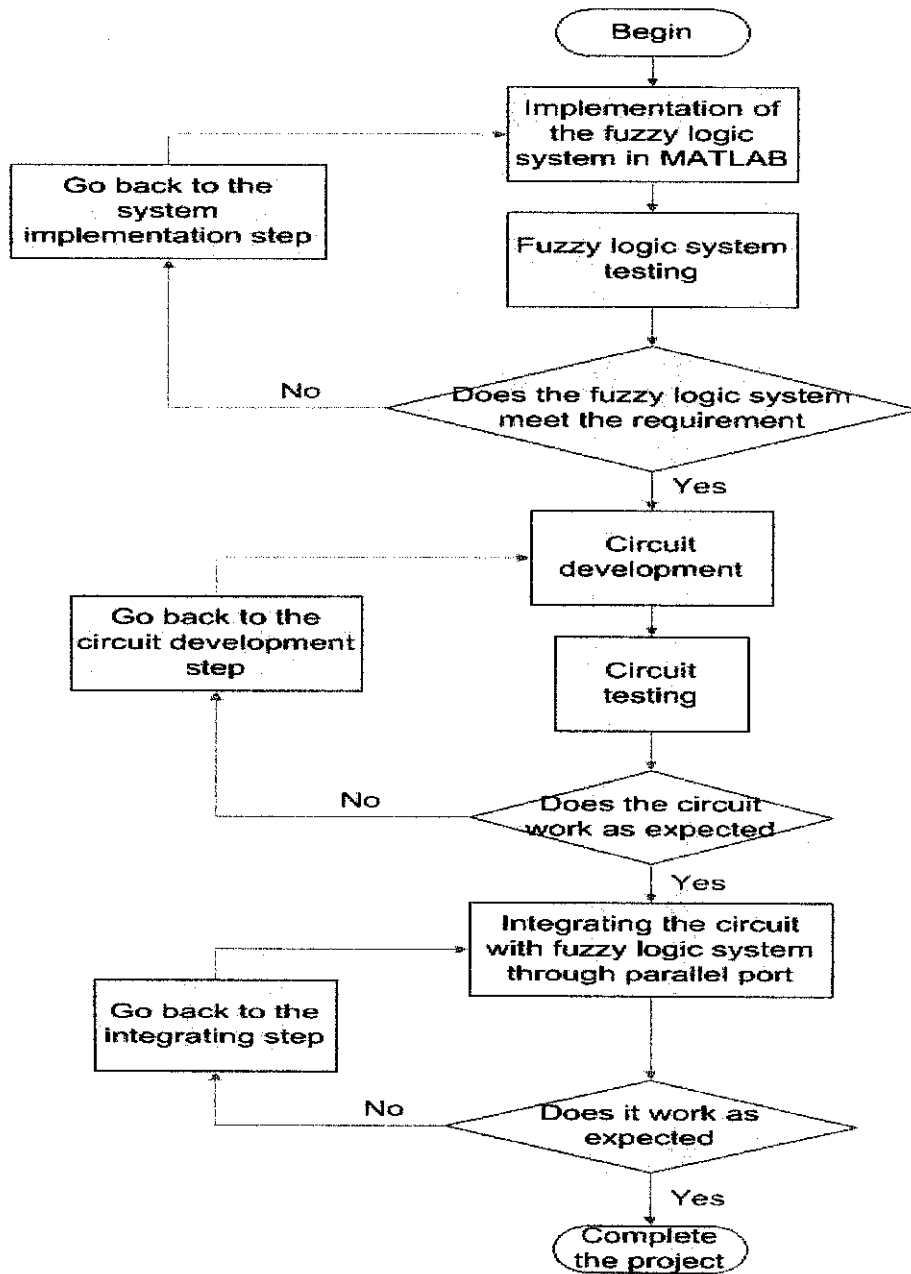 Begin
Implementation of
the fuzzy logic
system in MATLAB
Go back to the
system
implementation step
Fuzzy logic system
testing
No
Does the fuzzy logic system
meet the requirement
Yes
Circuit
development
Go back to the
circuit development
step
Circuit
testing
No
Does the circuit
work as expected
Yes
Integrating the circuit
with fuzzy logic system
through parallel port
Go back to the
integrating step
No
Does it work as
expected
Yes
Complete
the project